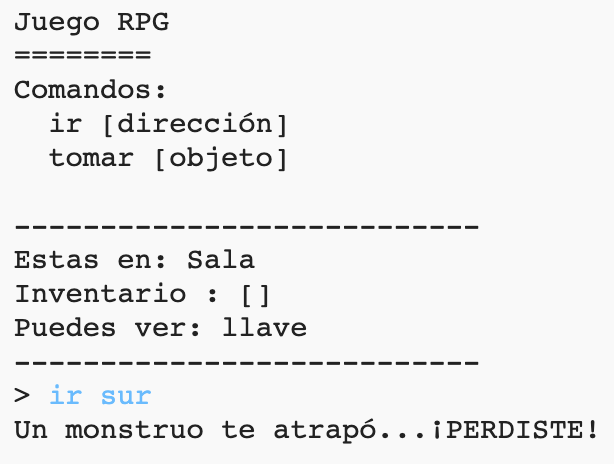 Juego RPG
========
Comandos:
  ir [dirección]
  tomar [objeto]
---------------------------
Estas en: Sala
Inventario : []
Puedes ver: llave
---------------------------
> ir sur
Un monstruo te atrapó...¡PERDISTE!